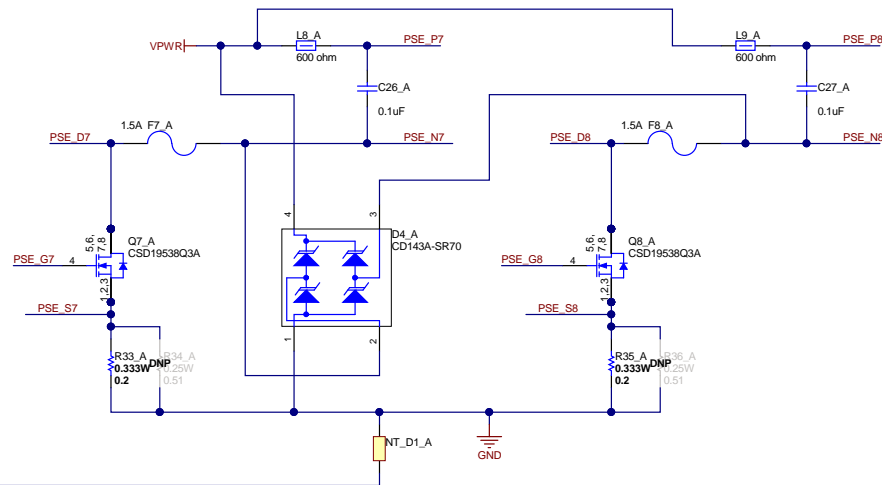 L8_A
L9_A
VPWR
PSE_P7
PSE_P8
600 ohm
600 ohm
C26_A
C27_A
0.1uF
0.1uF
1.5A F7_A
1.5A F8_A
PSE_D7
PSE_N7
PSE_D8
PSE_N8
4
3
D4_A
CD143A-SR70
5,6,
7,8
Q7_A
CSD19538Q3A
5,6,
7,8
Q8_A
CSD19538Q3A
PSE_G7
4
PSE_G8
4
1,2,3
1,2,3
PSE_S7
PSE_S8
1
2
R33_A
0.333W
0.2
DNP
R34_A
0.25W
0.51
R35_A
0.333W
0.2
DNP
R36_A
0.25W
0.51
NT_D1_A
GND